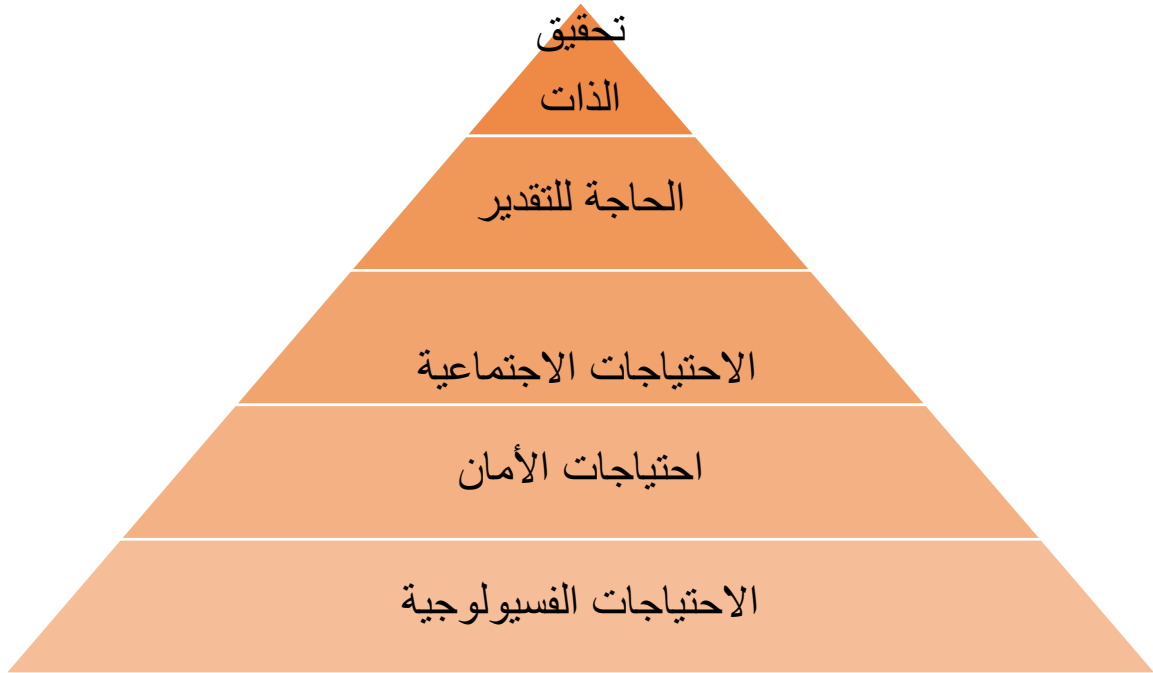 تحقيق
الذات
الحاجة للتقدير
الاحتياجات الاجتماعية
احتياجات الأمان
الاحتياجات الفسيولوجية